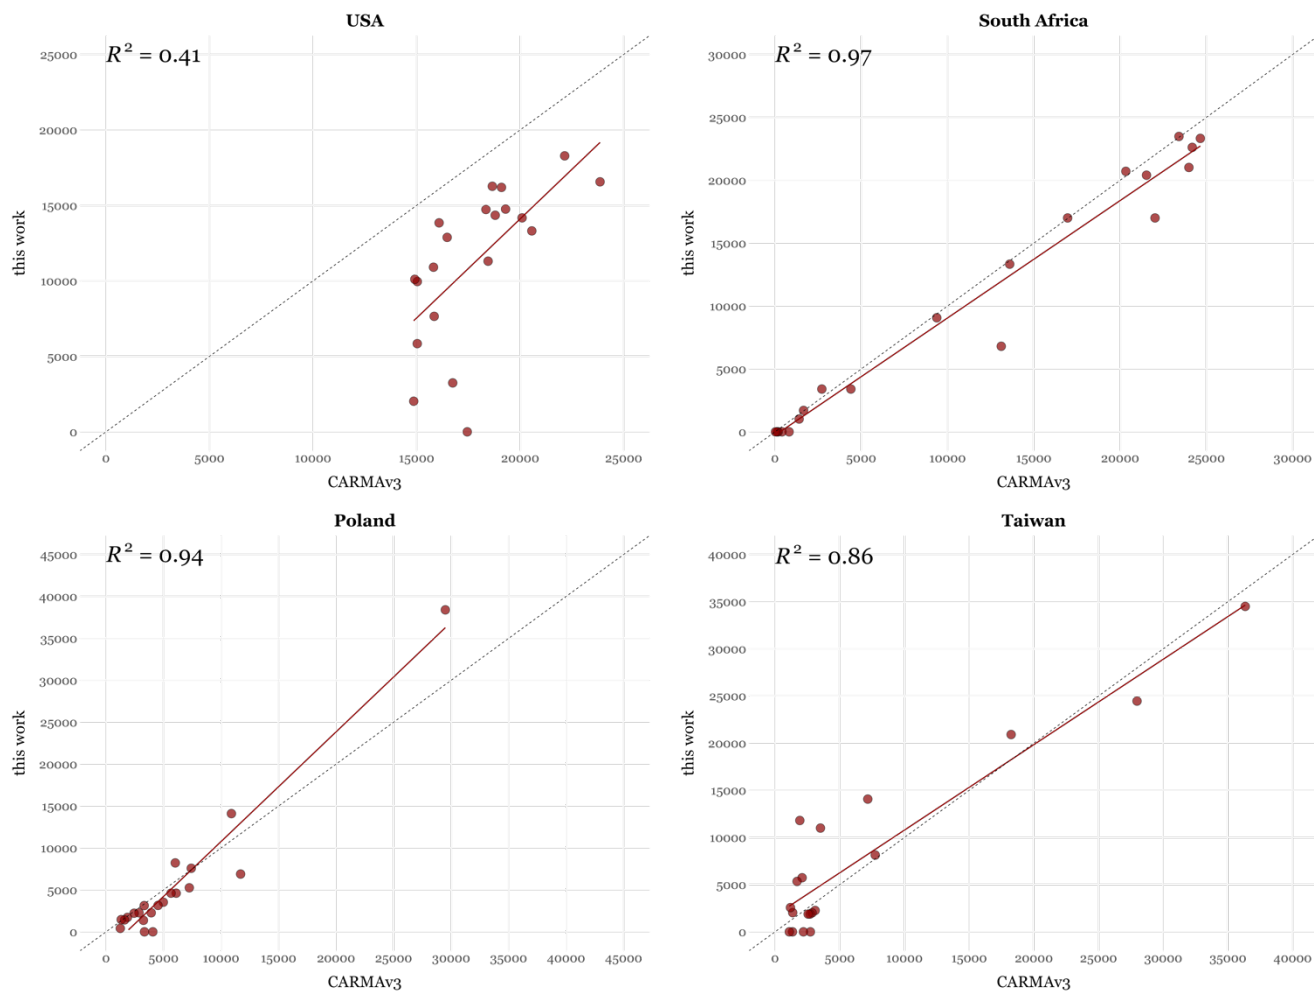 USA
R² = 0.41
25000
20000
15000
10000
5000
0
this work
0 5000 10000 15000 20000 25000
CARMAv3
South Africa
R² = 0.97
30000
25000
20000
15000
10000
5000
0
this work
0 5000 10000 15000 20000 25000 30000
CARMAv3
Poland
R² = 0.94
45000
40000
35000
30000
25000
20000
15000
10000
5000
0
this work
0 5000 10000 15000 20000 25000 30000 35000 40000 45000
CARMAv3
Taiwan
R² = 0.86
40000
35000
30000
25000
20000
15000
10000
5000
0
this work
0 5000 10000 15000 20000 25000 30000 35000 40000
CARMAv3